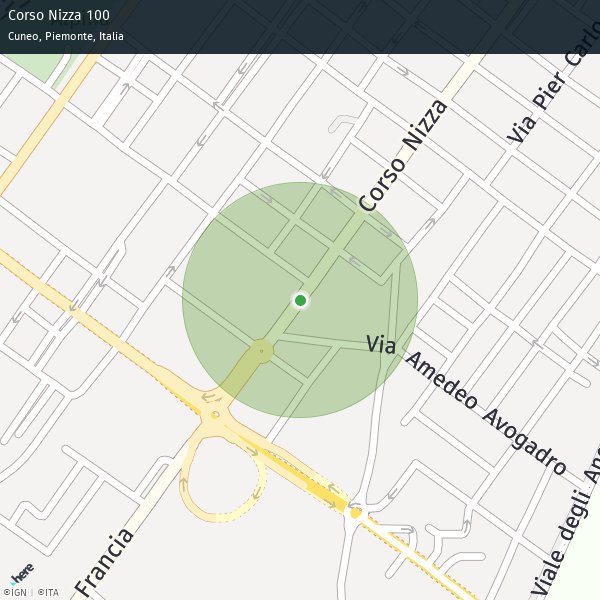 Corso Nizza 100
Cuneo, Piemonte, Italia
Via Pier Carlo
Corso Nizza
Via Amedeo Avogadro
Viale degli
Francia
here
©IGN | ©ITA